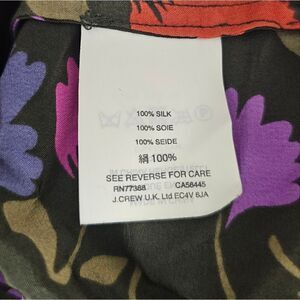 100% SILK
100% SOIE
100% SEIDE
絹 100%
SEE REVERSE FOR CARE
RN77388 CA56445
J.CREW U.K. Ltd EC4V 6JA